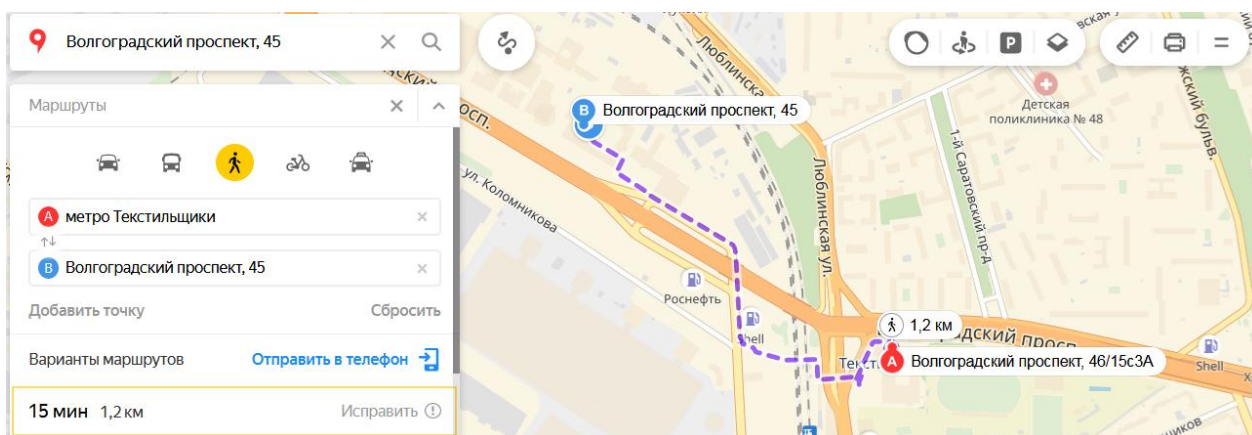 Волгоградский проспект, 45
Маршруты
A метро Текстильщики
B Волгоградский проспект, 45
Добавить точку
Сбросить
Варианты маршрутов
Отправить в телефон
15 мин 1,2 км
Исправить
просп.
B Волгоградский проспект, 45
ул. Коломникова
Люблинская ул.
Роснефть
Shell
1,2 км
A Волгоградский проспект, 46/15с3А
Shell
Детская
поликлиника № 48
1-й Саратовский пр-д
P